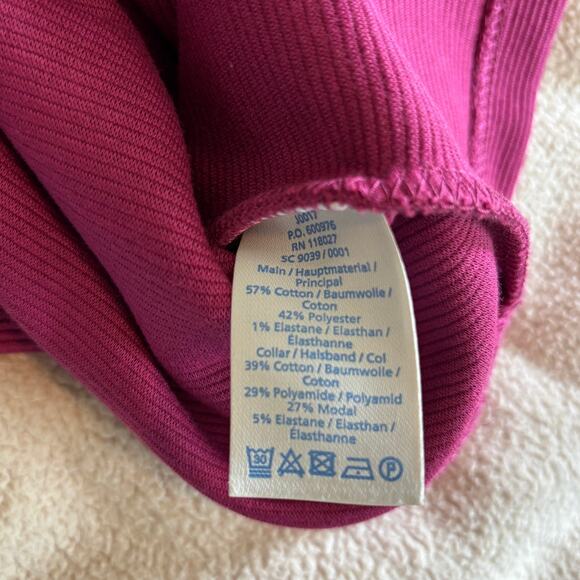 J0017
P.O. 600976
RN 118027
SC 9039 / 0001
Main / Hauptmaterial /
Principal
57% Cotton / Baumwolle /
Coton
42% Polyester
1% Elastane / Elasthan /
Élasthanne
Collar / Halsband / Col
39% Cotton / Baumwolle /
Coton
29% Polyamide / Polyamid
27% Modal
5% Elastane / Elasthan /
Élasthanne
30 P